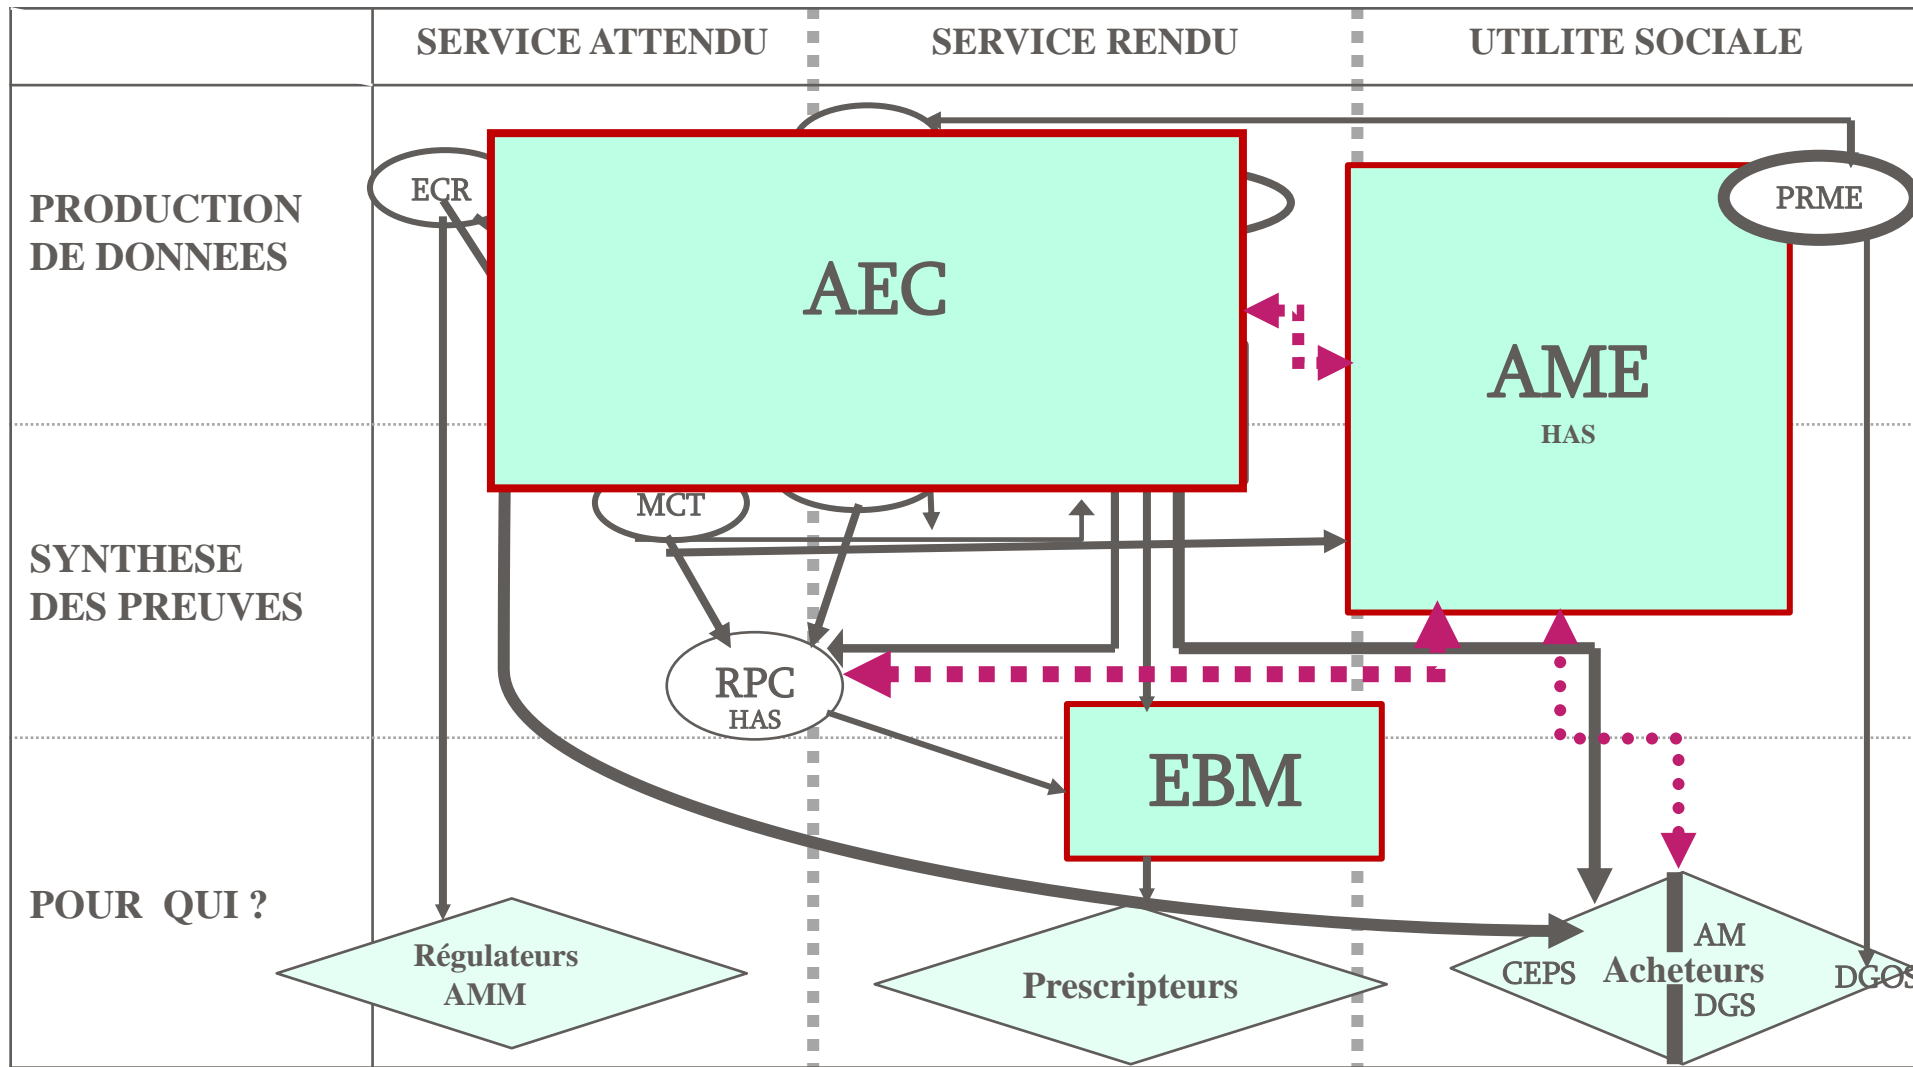 SERVICE ATTENDU
SERVICE RENDU
UTILITE SOCIALE
PRODUCTION
DE DONNEES
ECR
AEC
PRME
AME
HAS
SYNTHESE
DES PREUVES
MCT
RPC
HAS
EBM
POUR QUI ?
Régulateurs
AMM
Prescripteurs
CEPS
AM
Acheteurs
DGS
DGOS